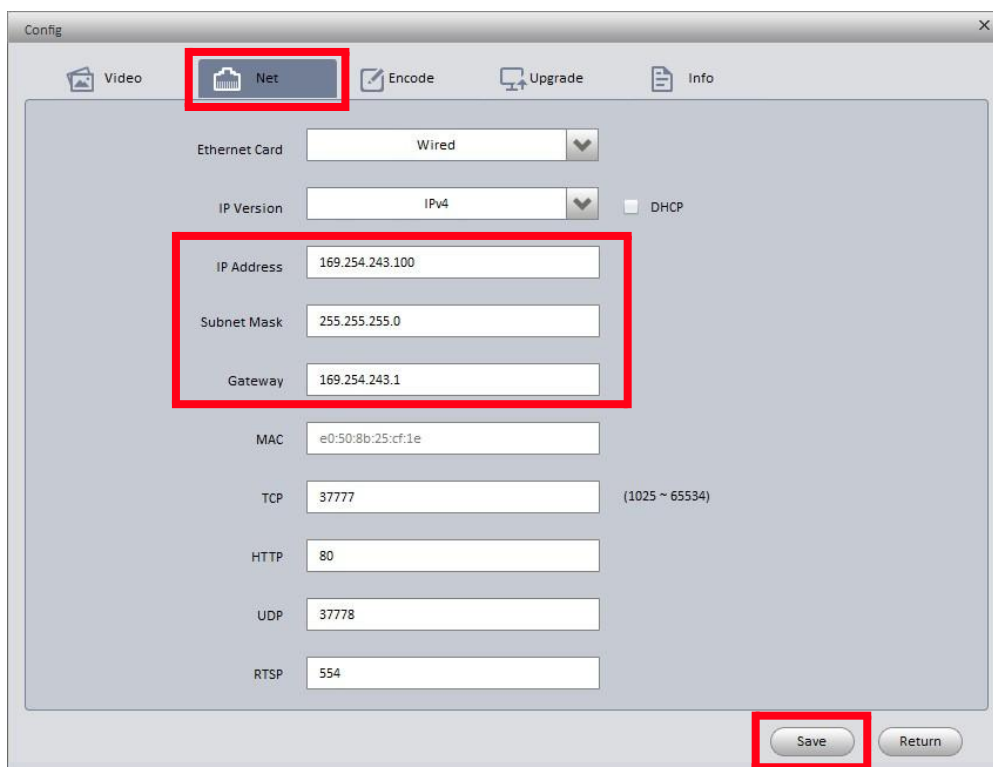 Config
Video Net Encode Upgrade Info
Ethernet Card Wired
IP Version IPv4 DHCP
IP Address 169.254.243.100
Subnet Mask 255.255.255.0
Gateway 169.254.243.1
MAC e0:50:8b:25:cf:1e
TCP 37777 (1025 ~ 65534)
HTTP 80
UDP 37778
RTSP 554
Save Return